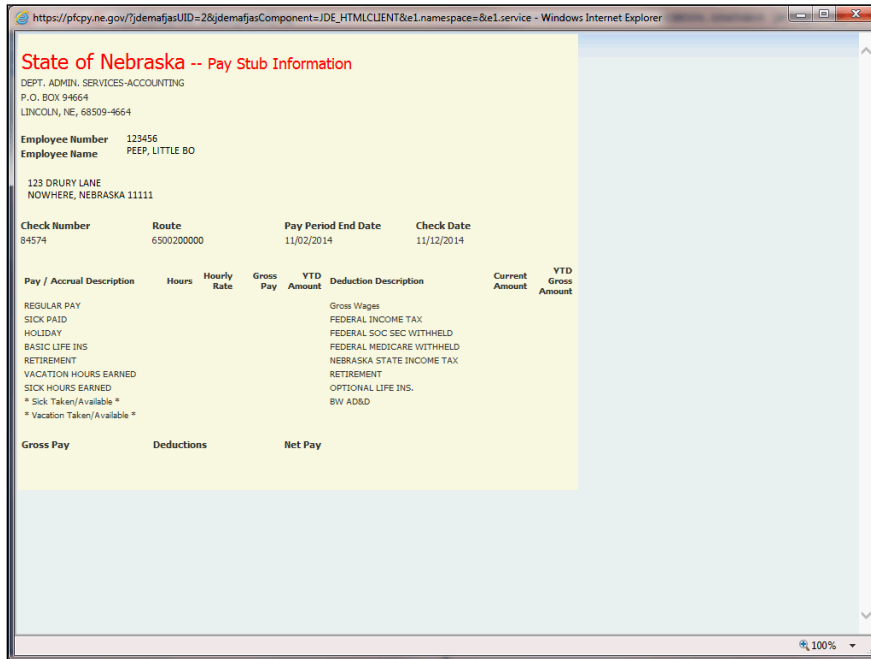 https://pfcpy.ne.gov/?jdemafjasUID=2&jdemafjasComponent=JDE_HTMLCLIENT&e1.namespace=&e1.service - Windows Internet Explorer
State of Nebraska -- Pay Stub Information
DEPT. ADMIN. SERVICES-ACCOUNTING
P.O. BOX 94664
LINCOLN, NE, 68509-4664
Employee Number 123456
Employee Name PEEP, LITTLE BO
123 DRURY LANE
NOWHERE, NEBRASKA 11111
Check Number Route Pay Period End Date Check Date
84574 6500200000 11/02/2014 11/12/2014
Pay / Accrual Description Hours Hourly Rate Gross Pay YTD Amount Deduction Description Current Amount YTD Gross Amount
REGULAR PAY Gross Wages
SICK PAID FEDERAL INCOME TAX
HOLIDAY FEDERAL SOC SEC WITHHELD
BASIC LIFE INS FEDERAL MEDICARE WITHHELD
RETIREMENT NEBRASKA STATE INCOME TAX
VACATION HOURS EARNED RETIREMENT
SICK HOURS EARNED OPTIONAL LIFE INS.
* Sick Taken/Available * BW AD&D
* Vacation Taken/Available *
Gross Pay Deductions Net Pay
100%